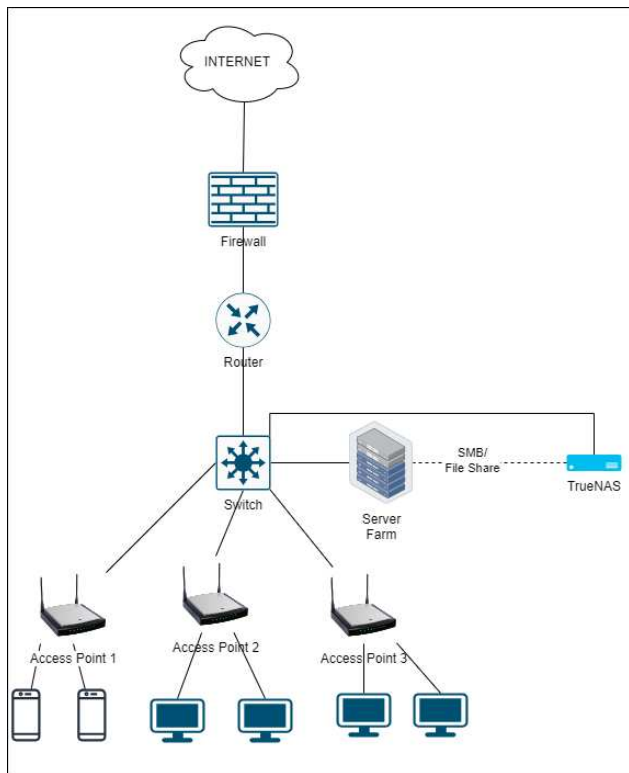 INTERNET
Firewall
Router
Switch
SMB/
File Share
Server
Farm
TrueNAS
Access Point 1
Access Point 2
Access Point 3